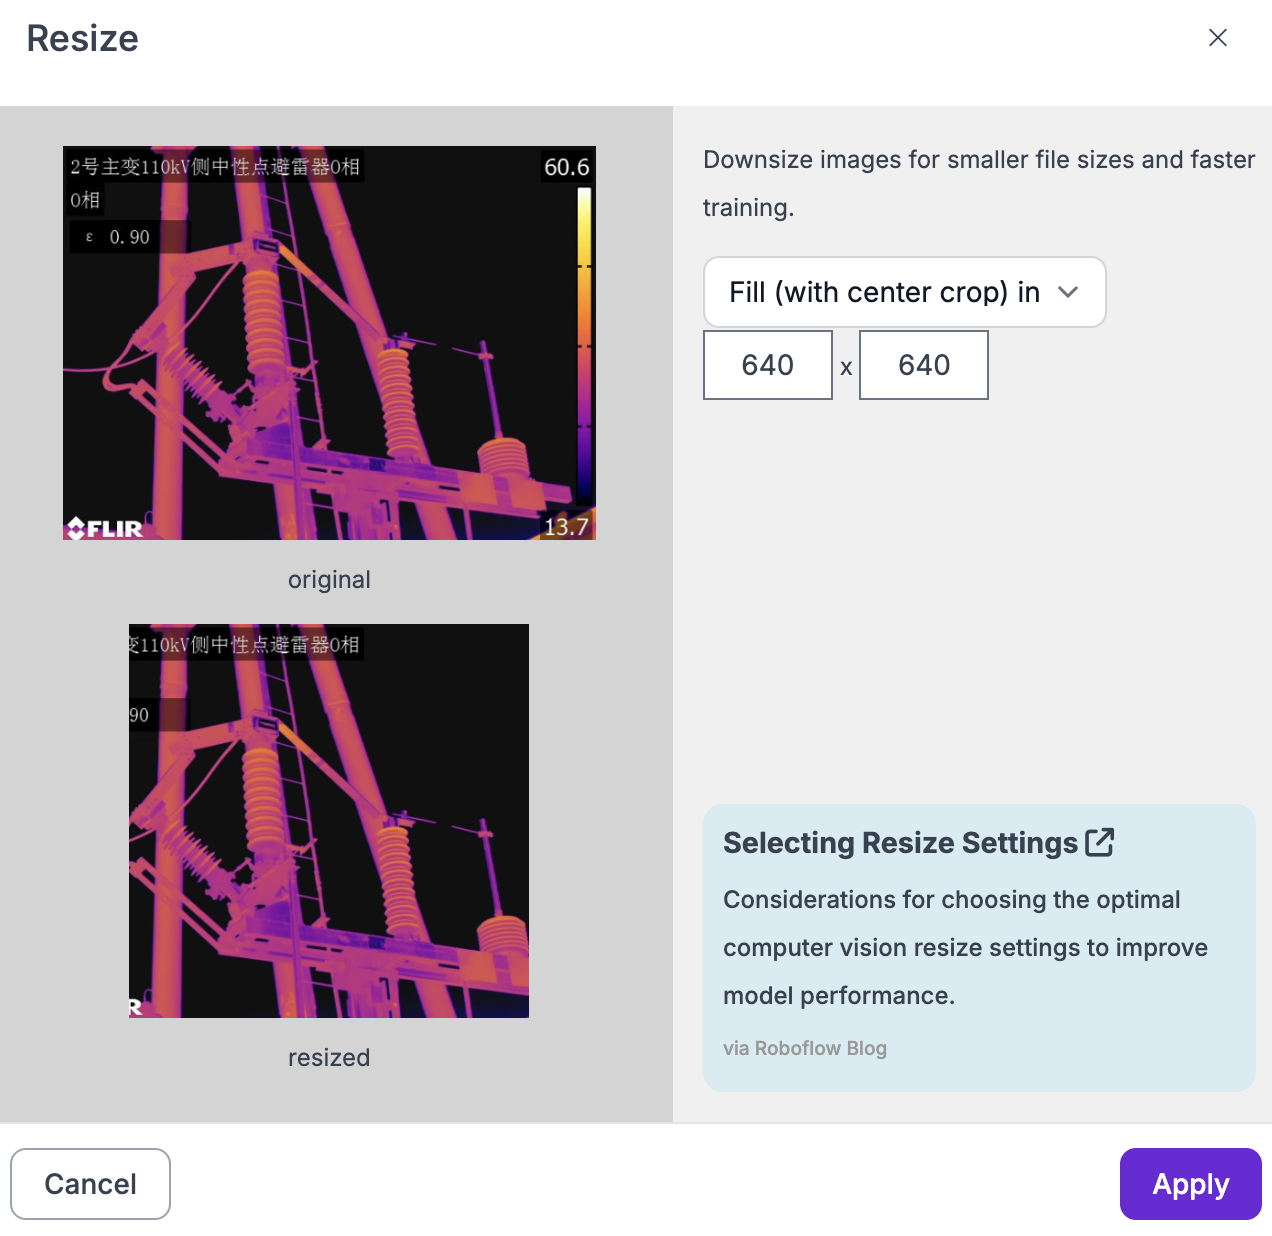 Resize
2号主变110kV侧中性点避雷器0相
60.6
0相
ε 0.90
FLIR
13.7
original
变110kV侧中性点避雷器0相
90
R
resized
Downsize images for smaller file sizes and faster
training.
Fill (with center crop) in
640 x 640
Selecting Resize Settings
Considerations for choosing the optimal
computer vision resize settings to improve
model performance.
via Roboflow Blog
Cancel
Apply